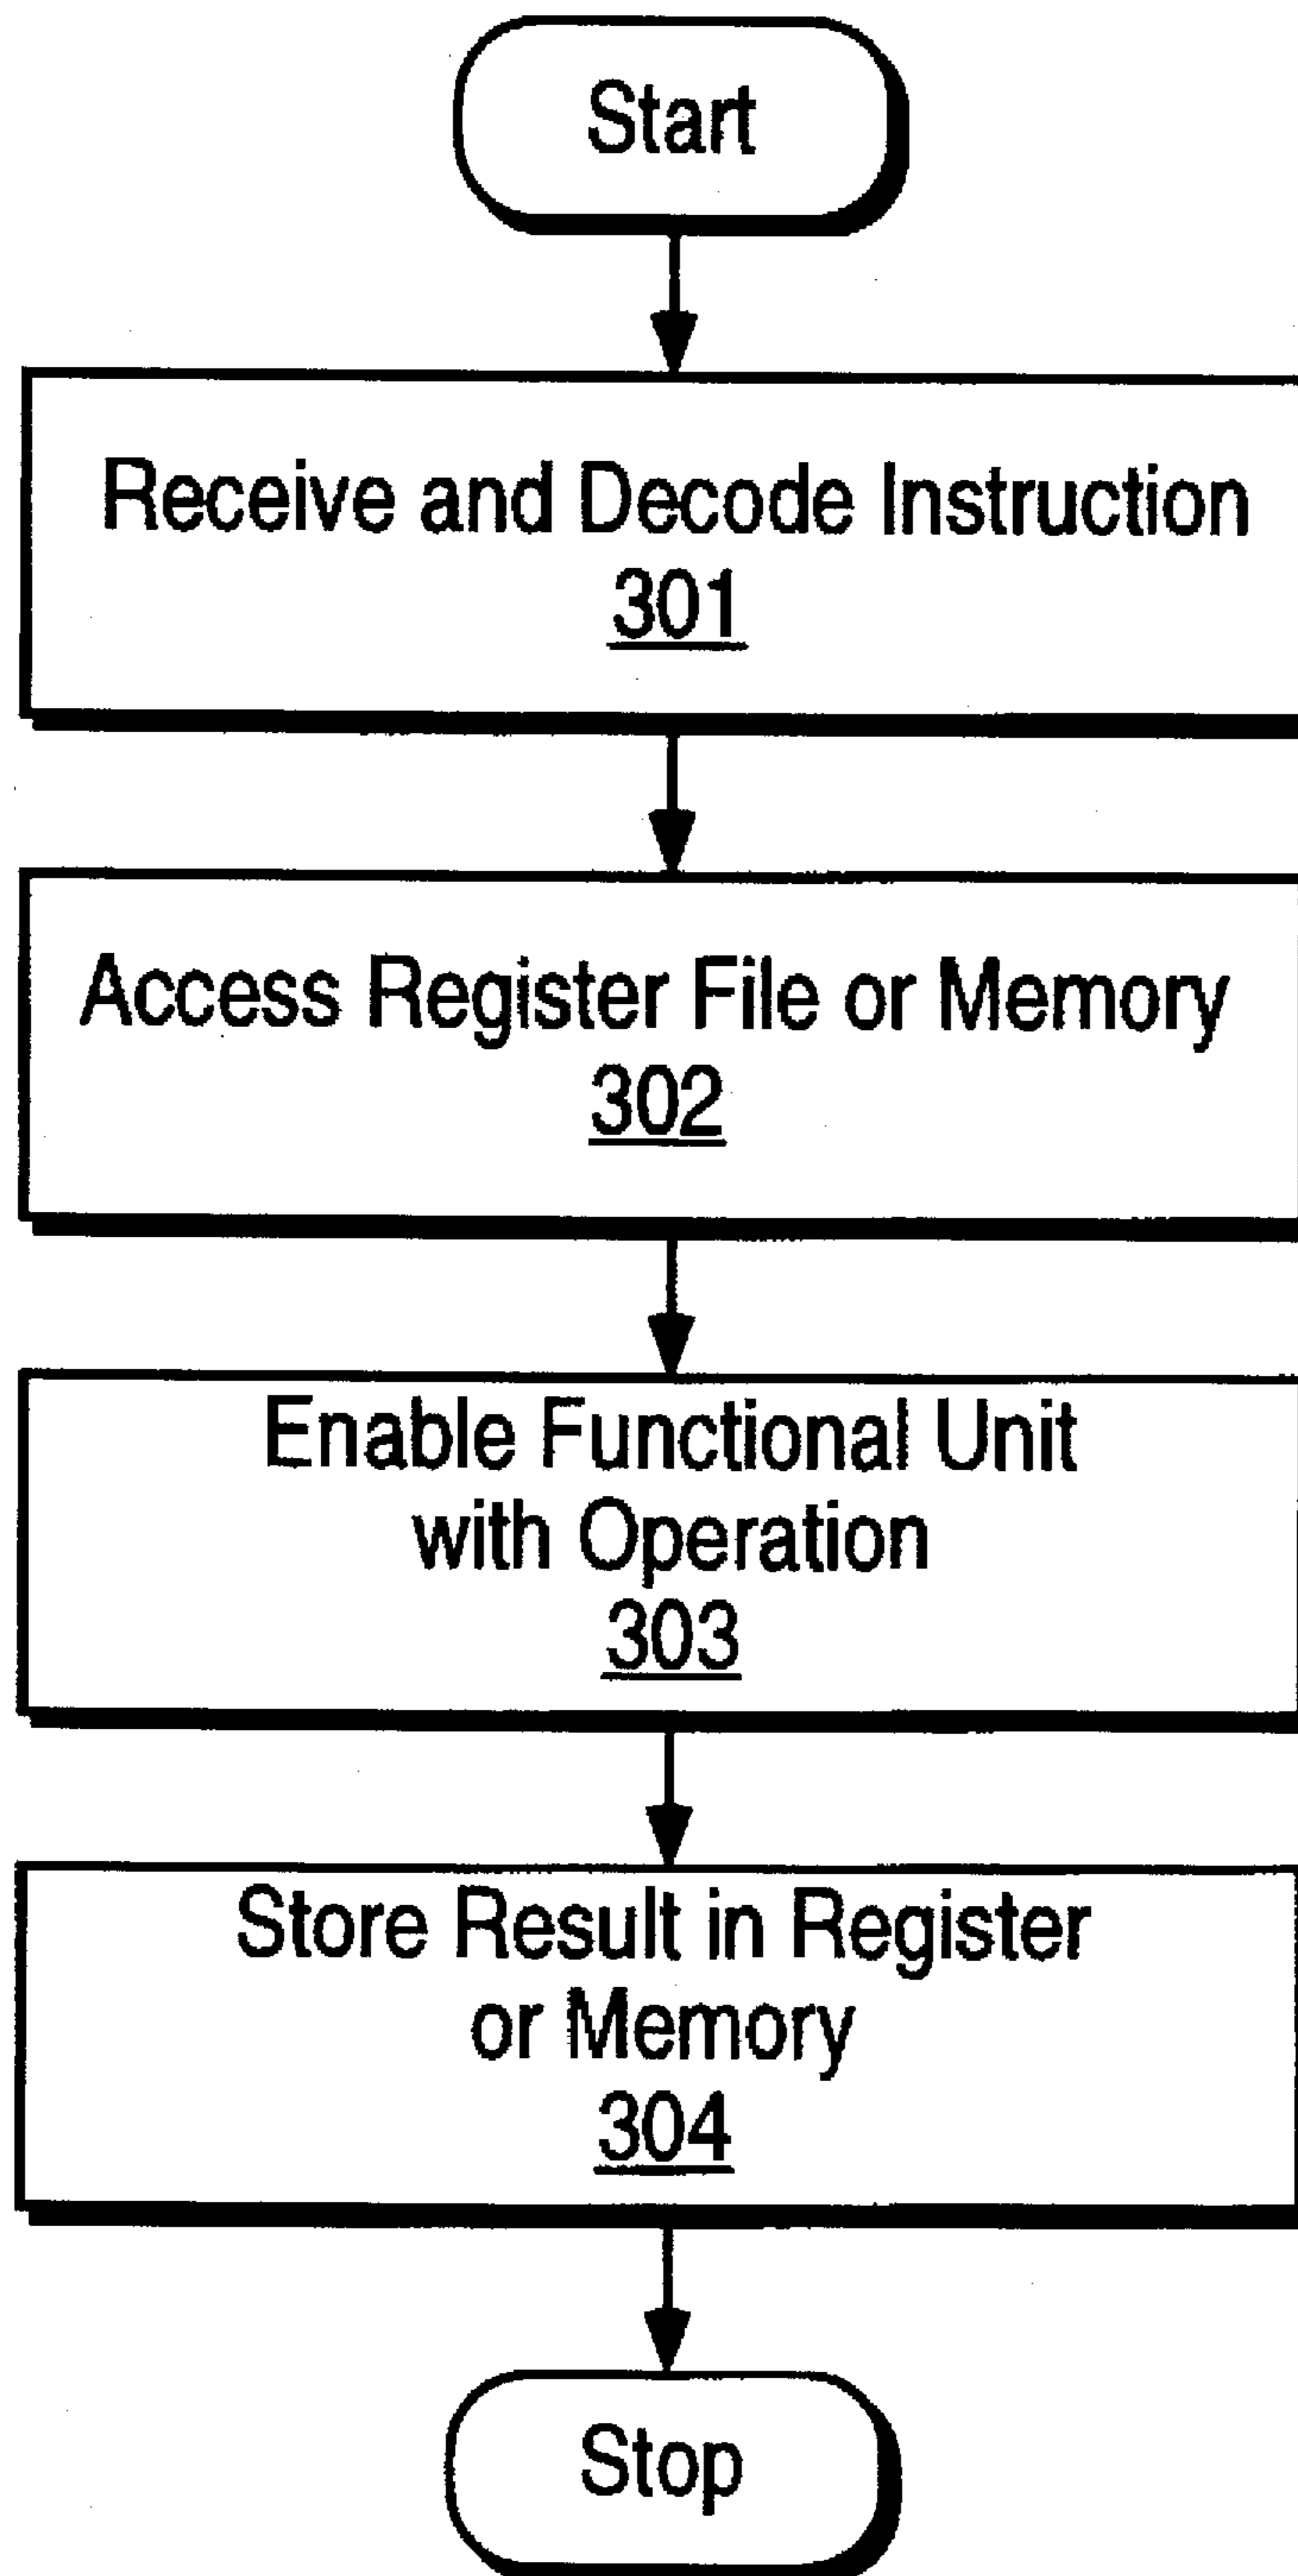 Start
Receive and Decode Instruction
301
Access Register File or Memory
302
Enable Functional Unit
with Operation
303
Store Result in Register
or Memory
304
Stop